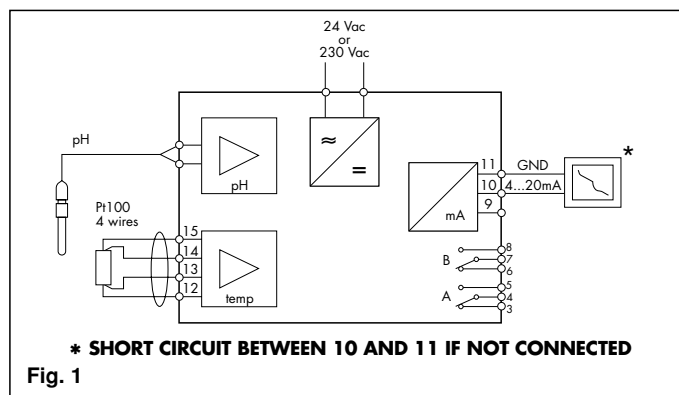 24 Vac
or
230 Vac
pH
pH
≈
=
mA
11
GND
10
4...20mA
9
*
Pt100
4 wires
15
14
13
12
temp
B
8
7
6
A
5
4
3
* SHORT CIRCUIT BETWEEN 10 AND 11 IF NOT CONNECTED
Fig. 1